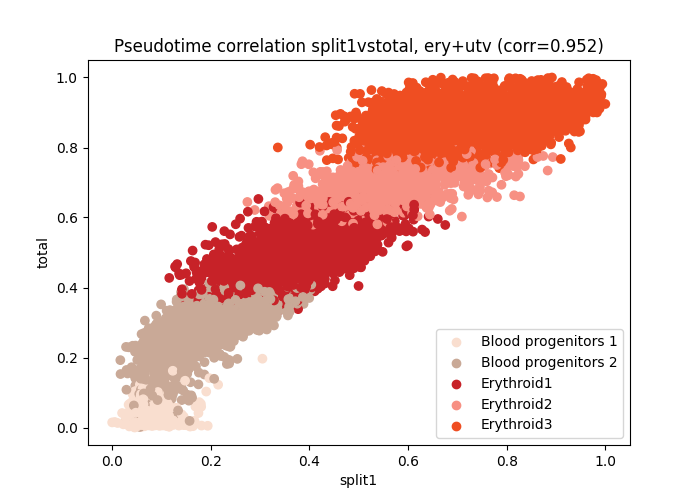 Pseudotime correlation split1vstotal, ery+utv (corr=0.952)
total
1.0
0.8
0.6
0.4
0.2
0.0
Blood progenitors 1
Blood progenitors 2
Erythroid1
Erythroid2
Erythroid3
0.0 0.2 0.4 0.6 0.8 1.0
split1